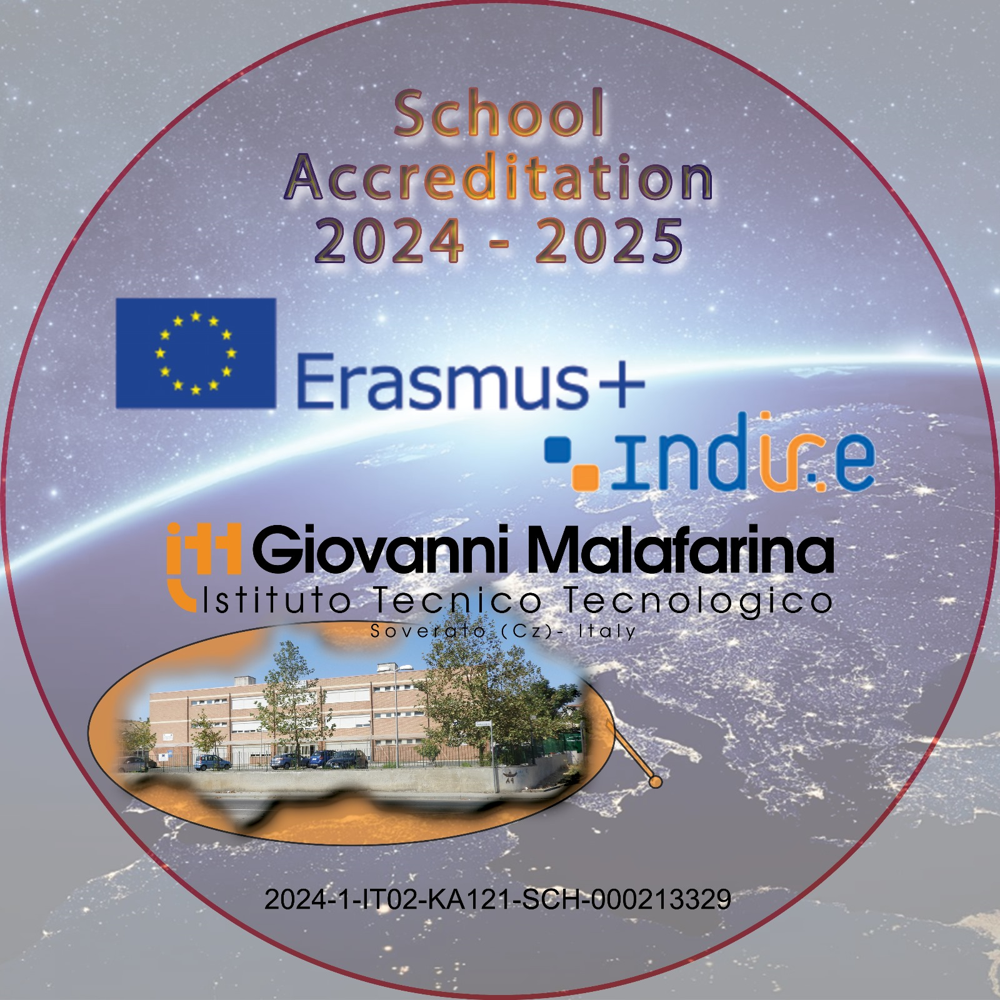 School
Accreditation
2024 - 2025
Erasmus+
indire
itt Giovanni Malafarina
Istituto Tecnico Tecnologico
Soverato (Cz)- Italy
2024-1-IT02-KA121-SCH-000213329